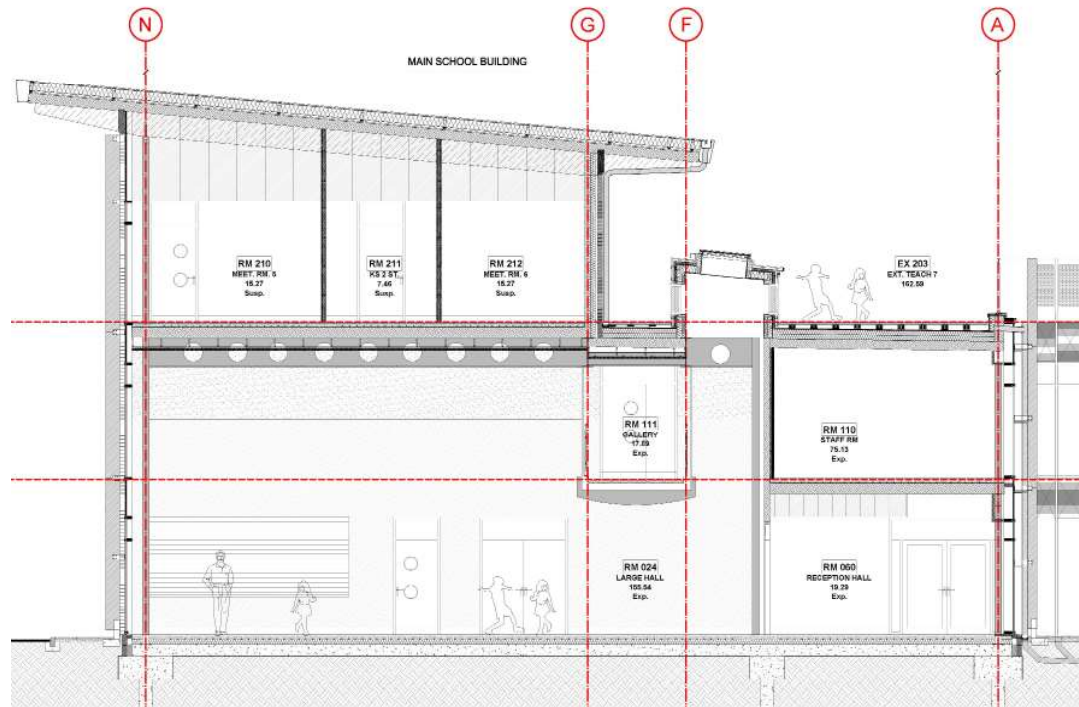 N
G
F
A
MAIN SCHOOL BUILDING
RM 210
MEET. RM. 5
15.27
Susp.
RM 211
KS 2 ST.
7.46
Susp.
RM 212
MEET. RM. 6
15.27
Susp.
EX 203
EXT. TEACH 7
162.59
RM 111
GALLERY
17.89
Exp.
RM 110
STAFF RM
75.13
Exp.
RM 024
LARGE HALL
155.54
Exp.
RM 060
RECEPTION HALL
19.29
Exp.